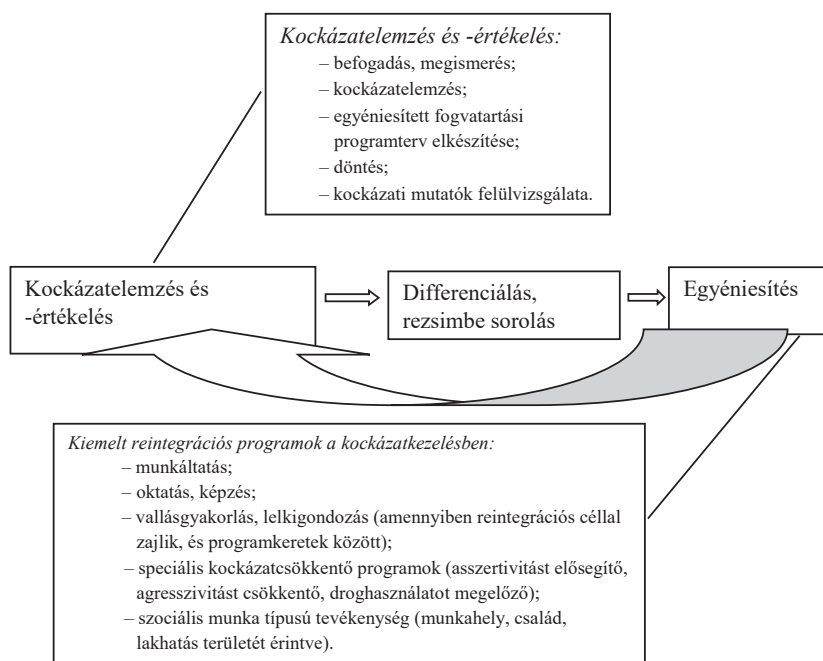 Kockázatelemzés és -értékelés:
– befogadás, megismerés;
– kockázatelemzés;
– egyéniesített fogvatartási
programterv elkészítése;
– döntés;
– kockázati mutatók felülvizsgálata.
Kockázatelemzés és
-értékelés
Differenciálás,
rezsimbe sorolás
Egyéniesítés
Kiemelt reintegrációs programok a kockázatkezelésben:
– munkáltatás;
– oktatás, képzés;
– vallásgyakorlás, lelkigondozás (amennyiben reintegrációs céllal
zajlik, és programkeretek között);
– speciális kockázatcsökkentő programok (asszertivitást elősegítő,
agresszivitást csökkentő, droghasználatot megelőző);
– szociális munka típusú tevékenység (munkahely, család,
lakhatás területét érintve).